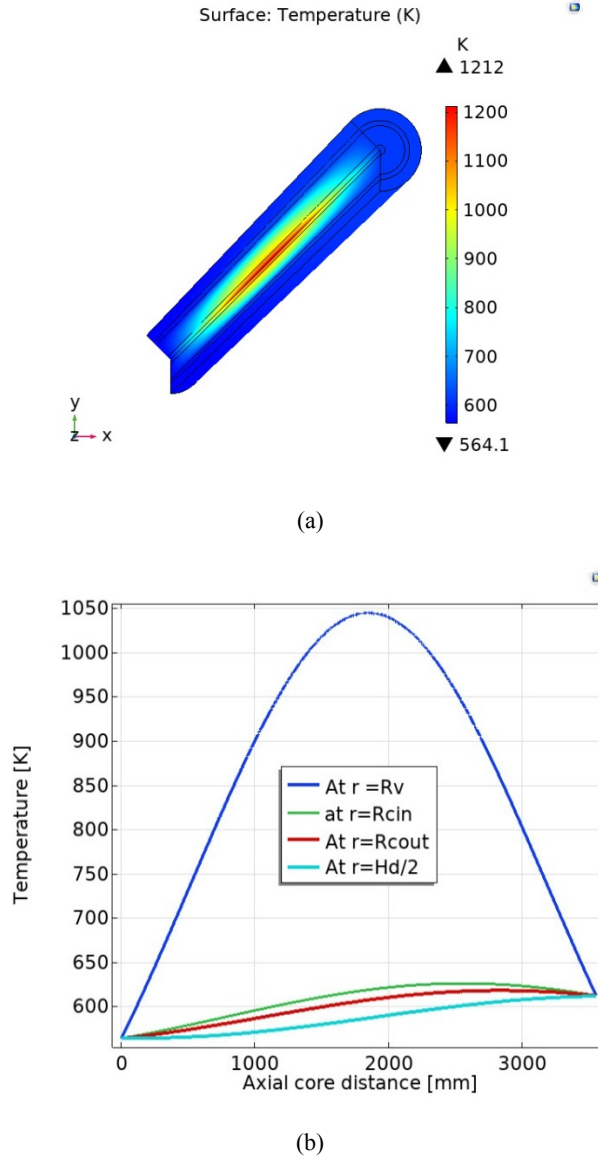 Surface: Temperature (K)
K
▲ 1212
1200
1100
1000
900
800
700
600
▼ 564.1
y
z x
(a)
1050
1000
950
900
850
800
750
700
650
600
Temperature [K]
At r =Rv
at r=Rcin
At r=Rcout
At r=Hd/2
0 1000 2000 3000
Axial core distance [mm]
(b)